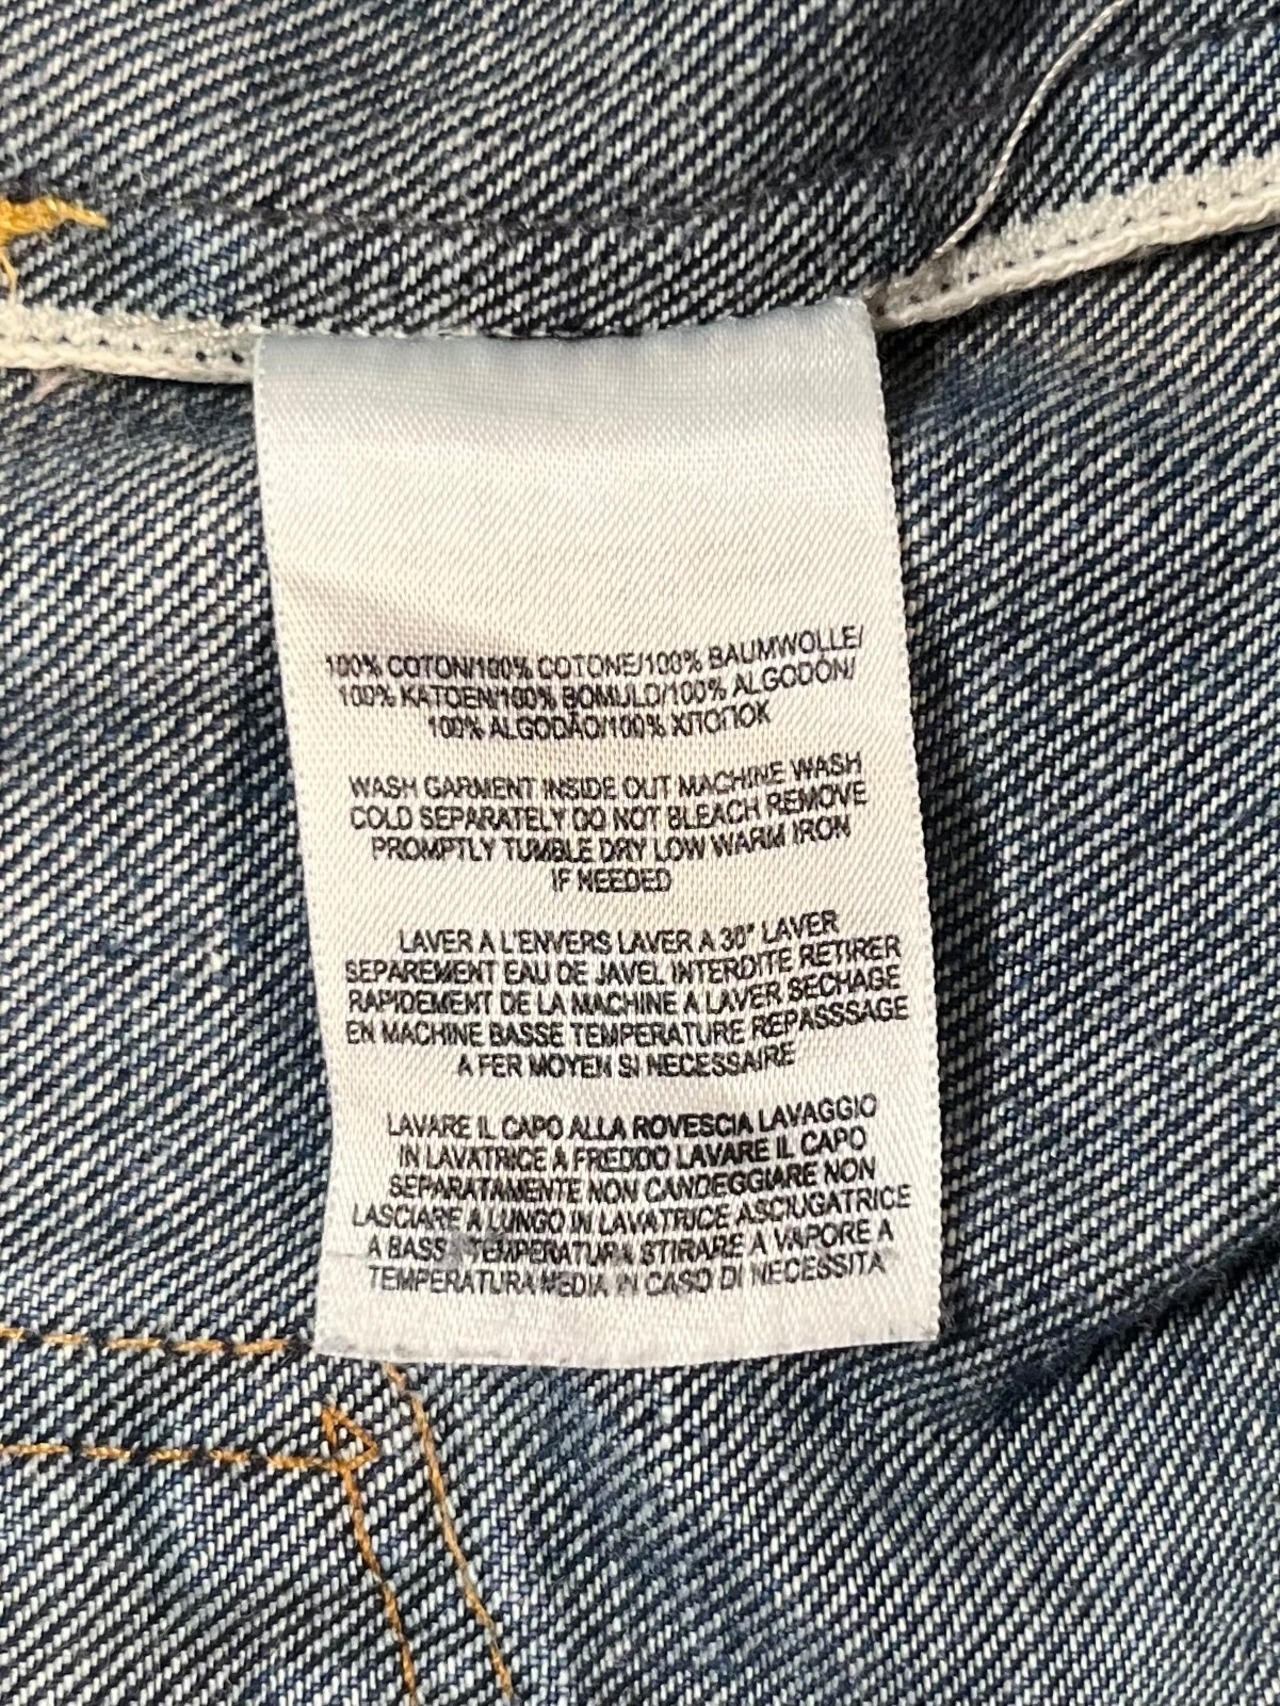 100% COTON/100% COTONE/100% BAUMWOLLE/
100% KATOEN/100% BOMULD/100% ALGODÓN/
100% ALGODÃO/100% ХЛОПОК
WASH GARMENT INSIDE OUT MACHINE WASH
COLD SEPARATELY DO NOT BLEACH REMOVE
PROMPTLY TUMBLE DRY LOW WARM IRON
IF NEEDED
LAVER A L'ENVERS LAVER A 30° LAVER
SEPAREMENT EAU DE JAVEL INTERDITE RETIRER
RAPIDEMENT DE LA MACHINE A LAVER SECHAGE
EN MACHINE BASSE TEMPERATURE REPASSSAGE
A FER MOYEN SI NECESSAIRE
LAVARE IL CAPO ALLA ROVESCIA LAVAGGIO
IN LAVATRICE A FREDDO LAVARE IL CAPO
SEPARATAMENTE NON CANDEGGIARE NON
LASCIARE A LUNGO IN LAVATRICE ASCIUGATRICE
A BASSA TEMPERATURA STIRARE A VAPORE A
TEMPERATURA MEDIA IN CASO DI NECESSITA'